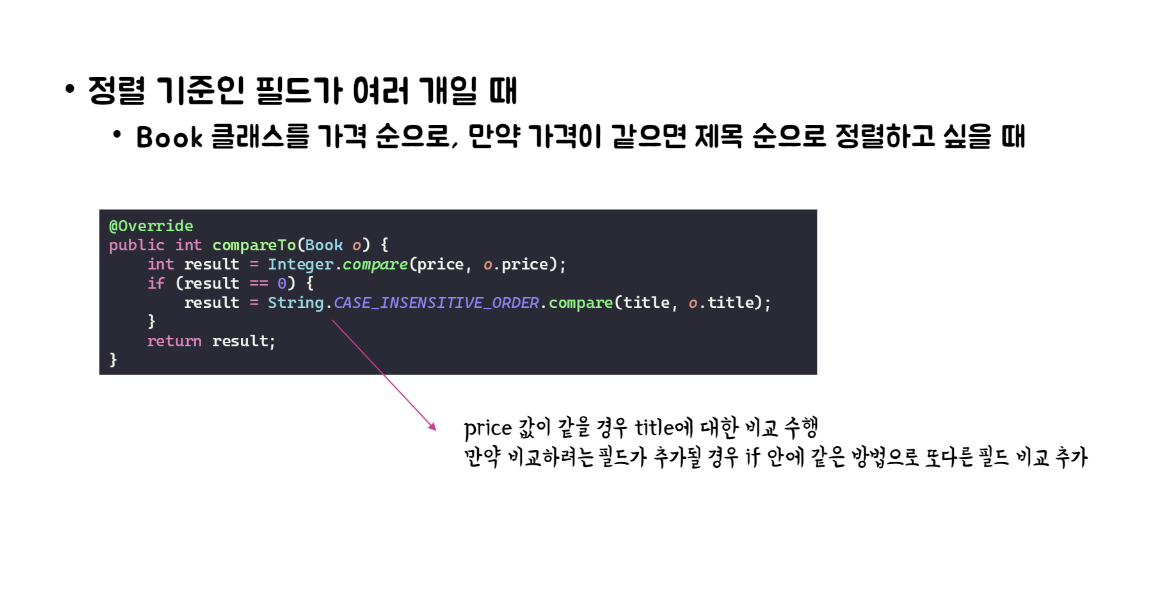 • 정렬 기준인 필드가 여러 개일 때
• Book 클래스를 가격 순으로, 만약 가격이 같으면 제목 순으로 정렬하고 싶을 때
@Override
public int compareTo(Book o) {
    int result = Integer.compare(price, o.price);
    if (result == 0) {
        result = String.CASE_INSENSITIVE_ORDER.compare(title, o.title);
    }
    return result;
}
price 값이 같을 경우 title에 대한 비교 수행
만약 비교하려는 필드가 추가될 경우 if 안에 같은 방법으로 또다른 필드 비교 추가